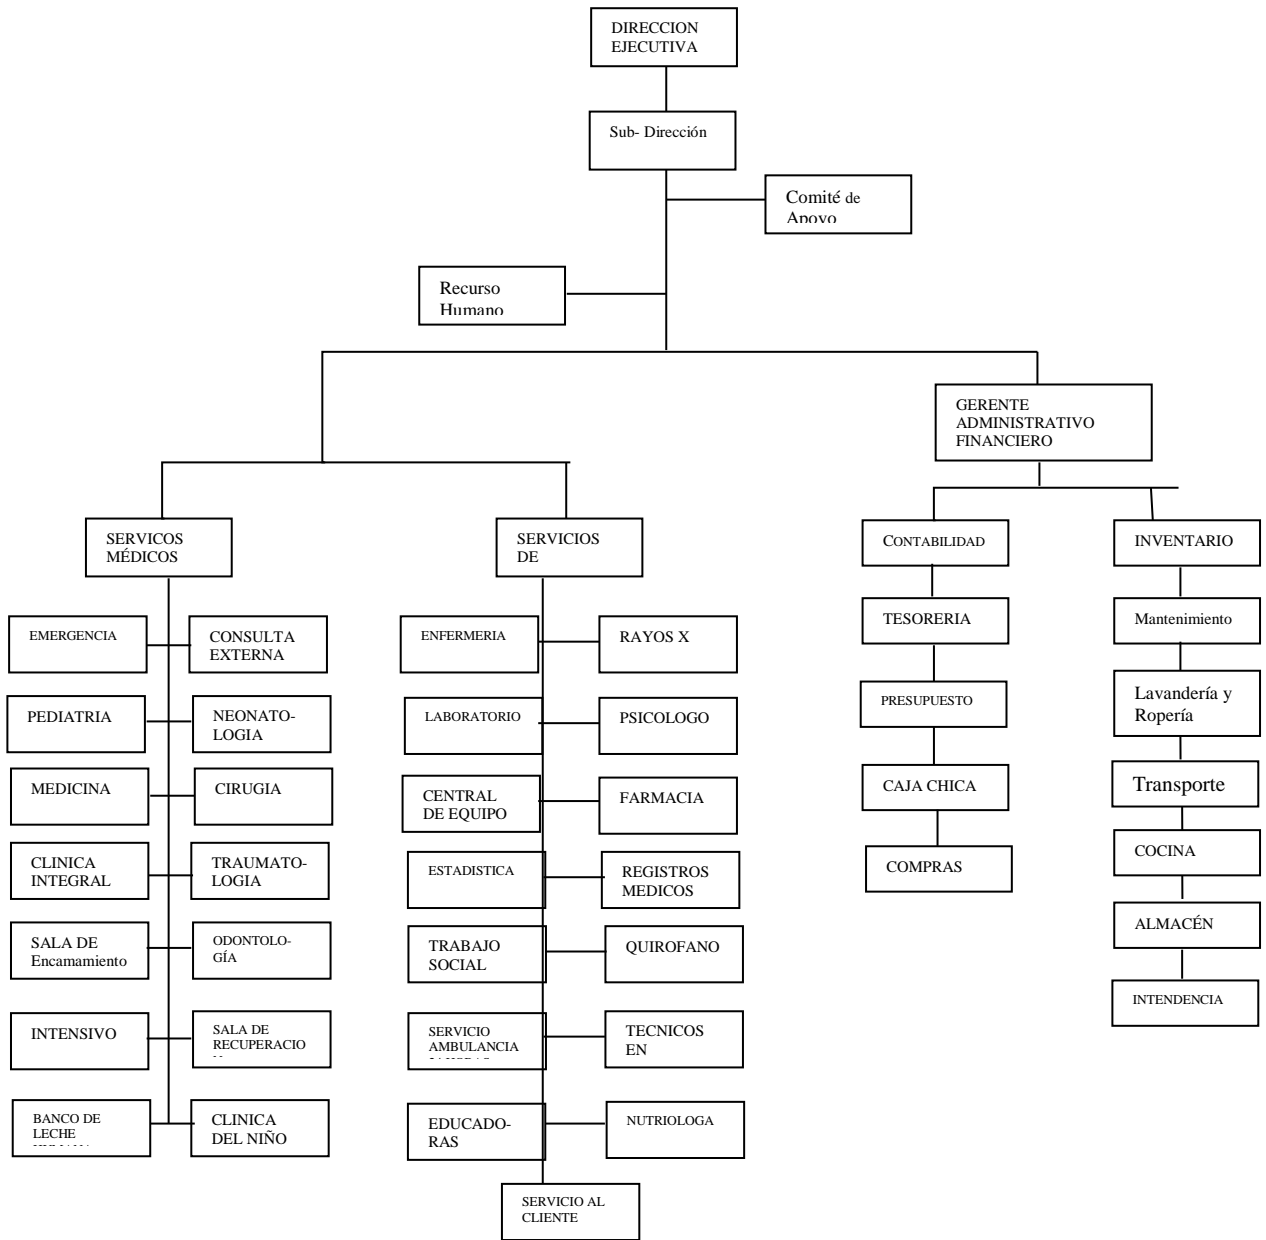 DIRECCION
EJECUTIVA
Sub- Dirección
Comité de
Apoyo
Recurso
Humano
GERENTE
ADMINISTRATIVO
FINANCIERO
SERVICOS
MÉDICOS
SERVICIOS
DE
CONTABILIDAD
INVENTARIO
EMERGENCIA
CONSULTA
EXTERNA
ENFERMERIA
RAYOS X
TESORERIA
Mantenimiento
PEDIATRIA
NEONATO-
LOGIA
LABORATORIO
PSICOLOGO
PRESUPUESTO
Lavandería y
Ropería
MEDICINA
CIRUGIA
CENTRAL
DE EQUIPO
FARMACIA
CAJA CHICA
Transporte
CLINICA
INTEGRAL
TRAUMATO-
LOGIA
ESTADISTICA
REGISTROS
MEDICOS
COMPRAS
COCINA
SALA DE
Encamamiento
ODONTOLO-
GÍA
TRABAJO
SOCIAL
QUIROFANO
ALMACÉN
INTENSIVO
SALA DE
RECUPERACIO
SERVICIO
AMBULANCIA
TECNICOS
EN
INTENDENCIA
BANCO DE
LECHE
CLINICA
DEL NIÑO
EDUCADO-
RAS
NUTRIOLOGA
SERVICIO AL
CLIENTE